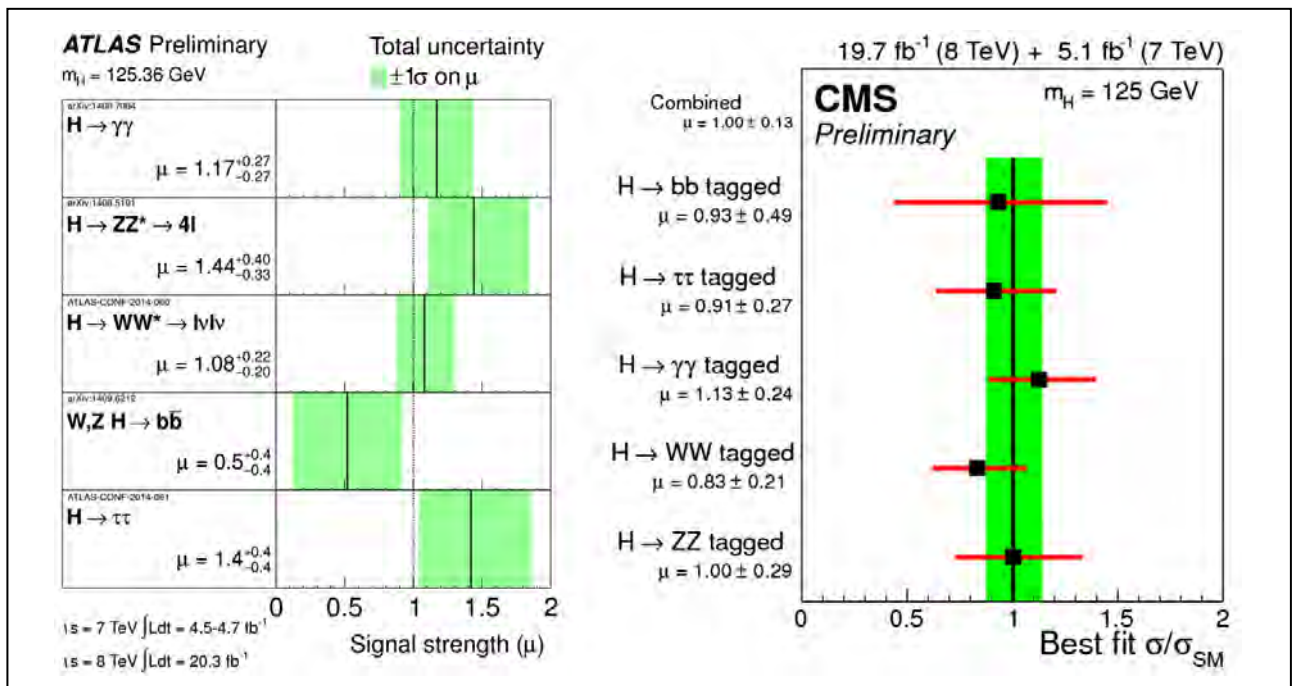 ATLAS Preliminary
Total uncertainty
m_H = 125.36 GeV
±1σ on μ
H → γγ
μ = 1.17 +0.27 -0.27
H → ZZ* → 4l
μ = 1.44 +0.40 -0.33
ATLAS-CONF-2014-060
H → WW* → lνlν
μ = 1.08 +0.22 -0.20
arXiv:1409.6212
W,Z H → bb̅
μ = 0.5 +0.4 -0.4
ATLAS-CONF-2014-061
H → ττ
μ = 1.4 +0.4 -0.4
0 0.5 1 1.5 2
s = 7 TeV ∫Ldt = 4.5-4.7 fb⁻¹
s = 8 TeV ∫Ldt = 20.3 fb⁻¹
Signal strength (μ)
19.7 fb⁻¹ (8 TeV) + 5.1 fb⁻¹ (7 TeV)
Combined
μ = 1.00 ± 0.13
CMS
Preliminary
m_H = 125 GeV
H → bb tagged
μ = 0.93 ± 0.49
H → ττ tagged
μ = 0.91 ± 0.27
H → γγ tagged
μ = 1.13 ± 0.24
H → WW tagged
μ = 0.83 ± 0.21
H → ZZ tagged
μ = 1.00 ± 0.29
0 0.5 1 1.5 2
Best fit σ/σ_SM